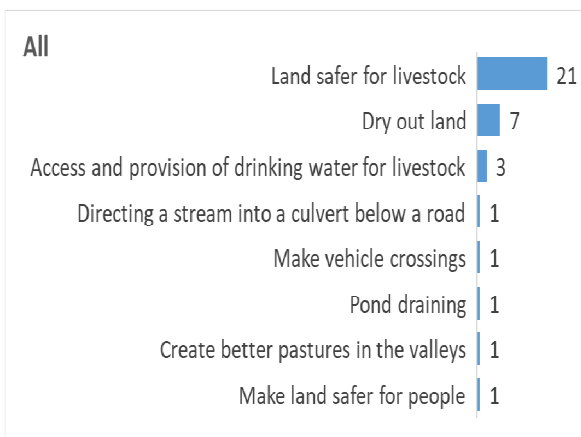 All
Land safer for livestock 21
Dry out land 7
Access and provision of drinking water for livestock 3
Directing a stream into a culvert below a road 1
Make vehicle crossings 1
Pond draining 1
Create better pastures in the valleys 1
Make land safer for people 1